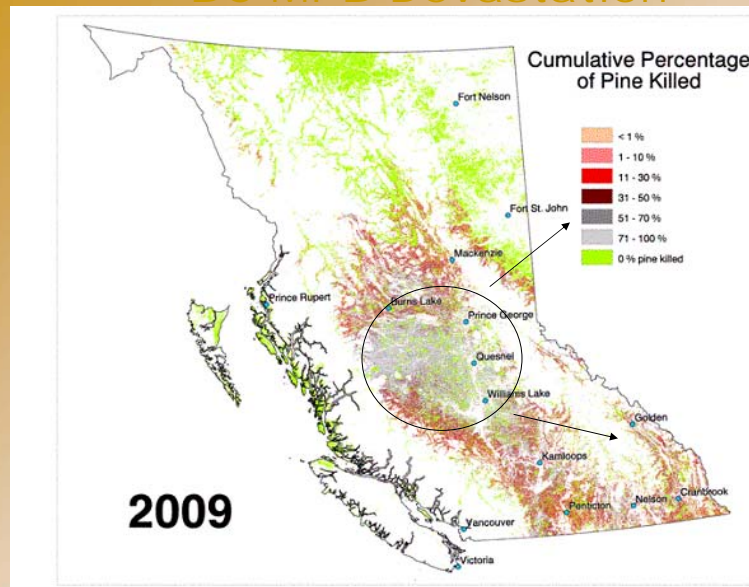 Cumulative Percentage
of Pine Killed
< 1 %
1 - 10 %
11 - 30 %
31 - 50 %
51 - 70 %
71 - 100 %
0 % pine killed
Fort Nelson
Fort St. John
Mackenzie
Prince Rupert
Burns Lake
Prince George
Quesnel
Williams Lake
Golden
Kamloops
Cranbrook
Nelson
Penticton
2009
Vancouver
Victoria